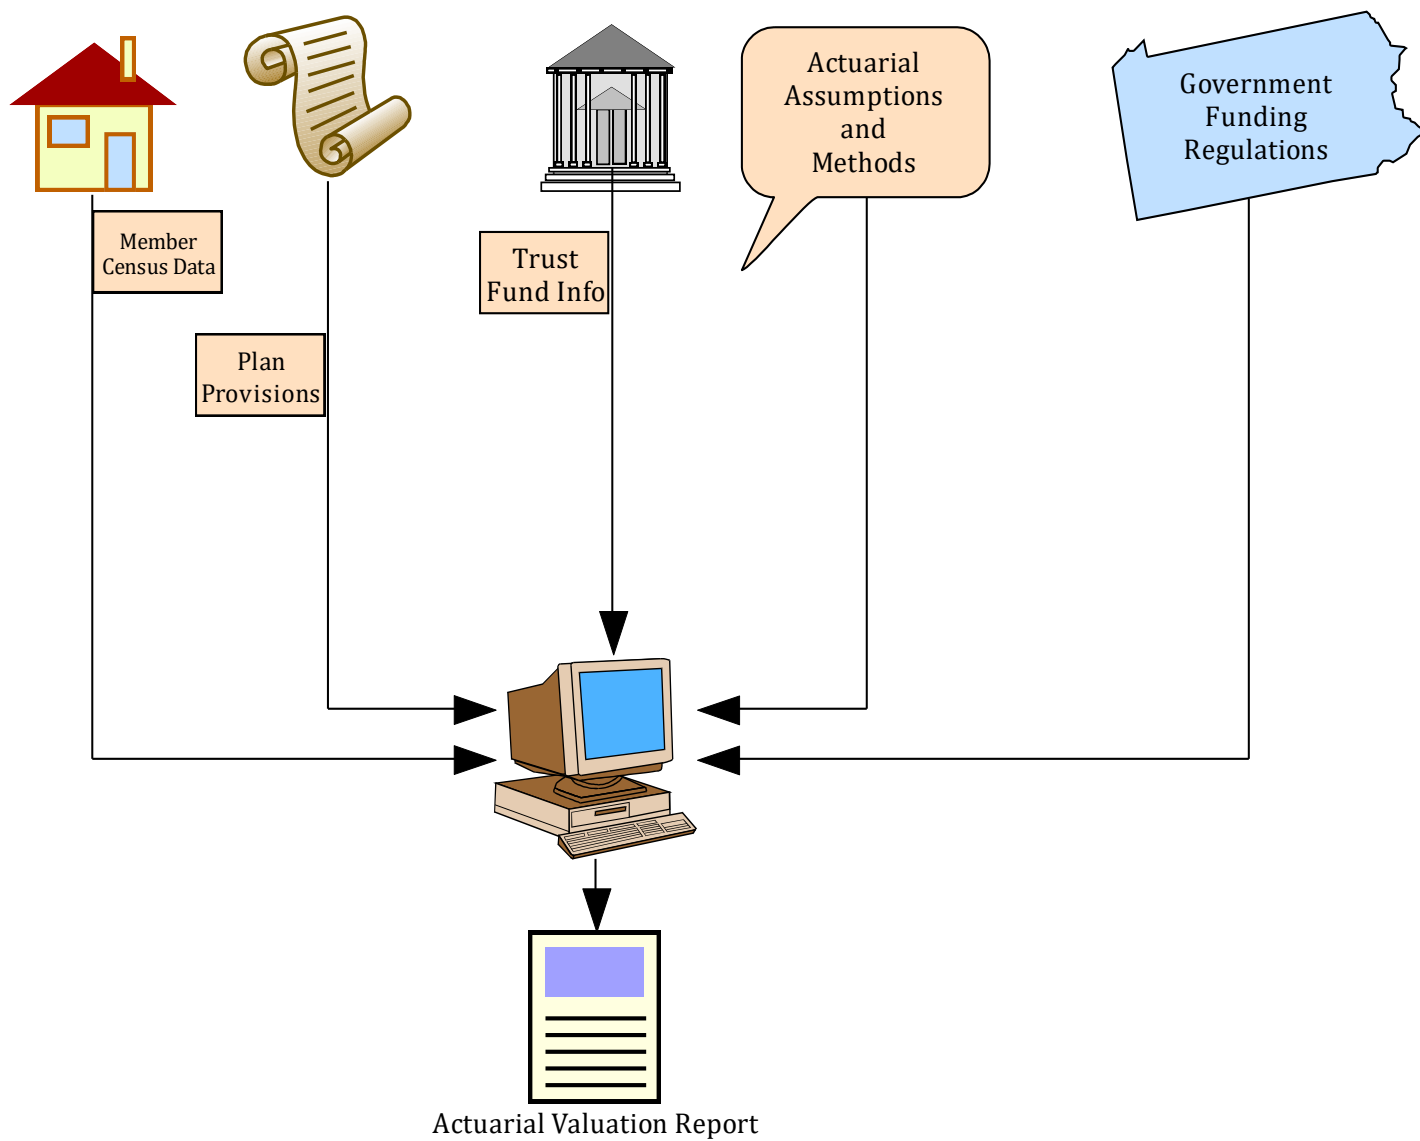 Actuarial
Assumptions
and
Methods
Government
Funding
Regulations
Member
Census Data
Trust
Fund Info
Plan
Provisions
Actuarial Valuation Report